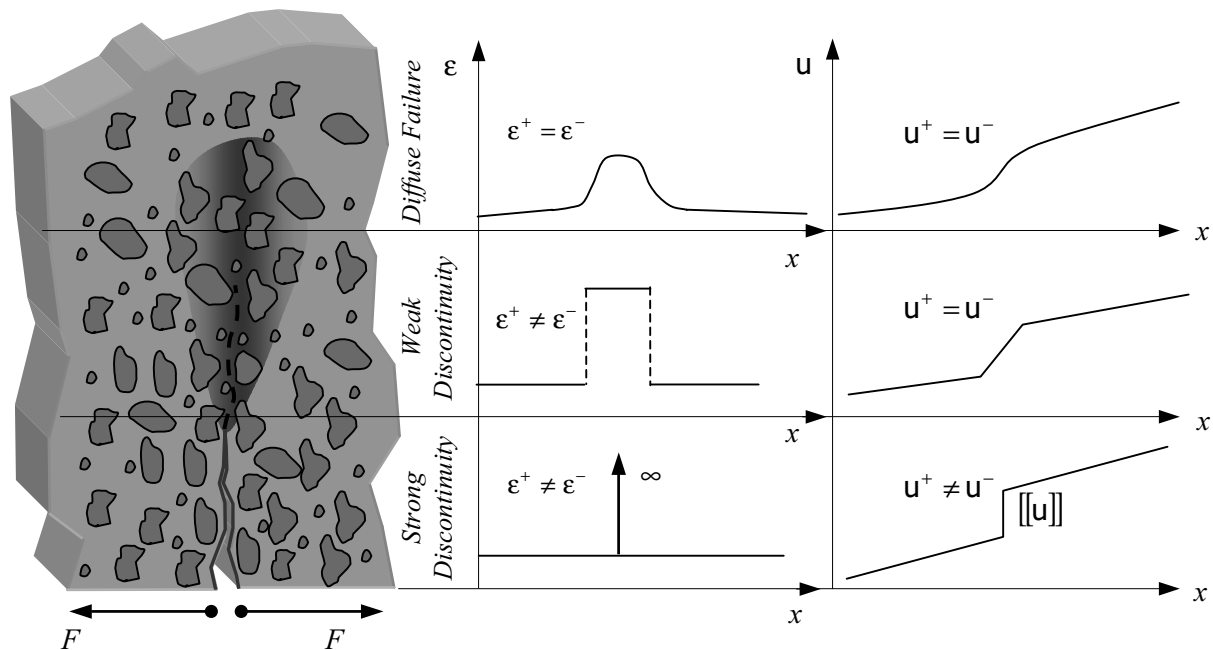 Diffuse Failure
ε
ε⁺ = ε⁻
x
u
u⁺ = u⁻
x
Weak
Discontinuity
ε⁺ ≠ ε⁻
x
u⁺ = u⁻
x
Strong
Discontinuity
ε⁺ ≠ ε⁻
∞
x
u⁺ ≠ u⁻
[[u]]
x
F
F